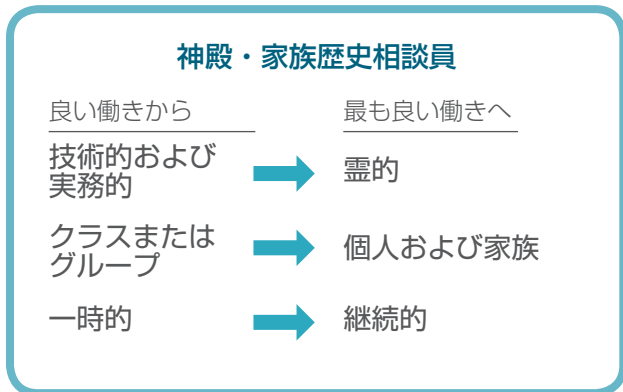 神殿・家族歴史相談員
良い働きから
最も良い働きへ
技術的および
実務的
霊的
クラスまたは
グループ
個人および家族
一時的
継続的